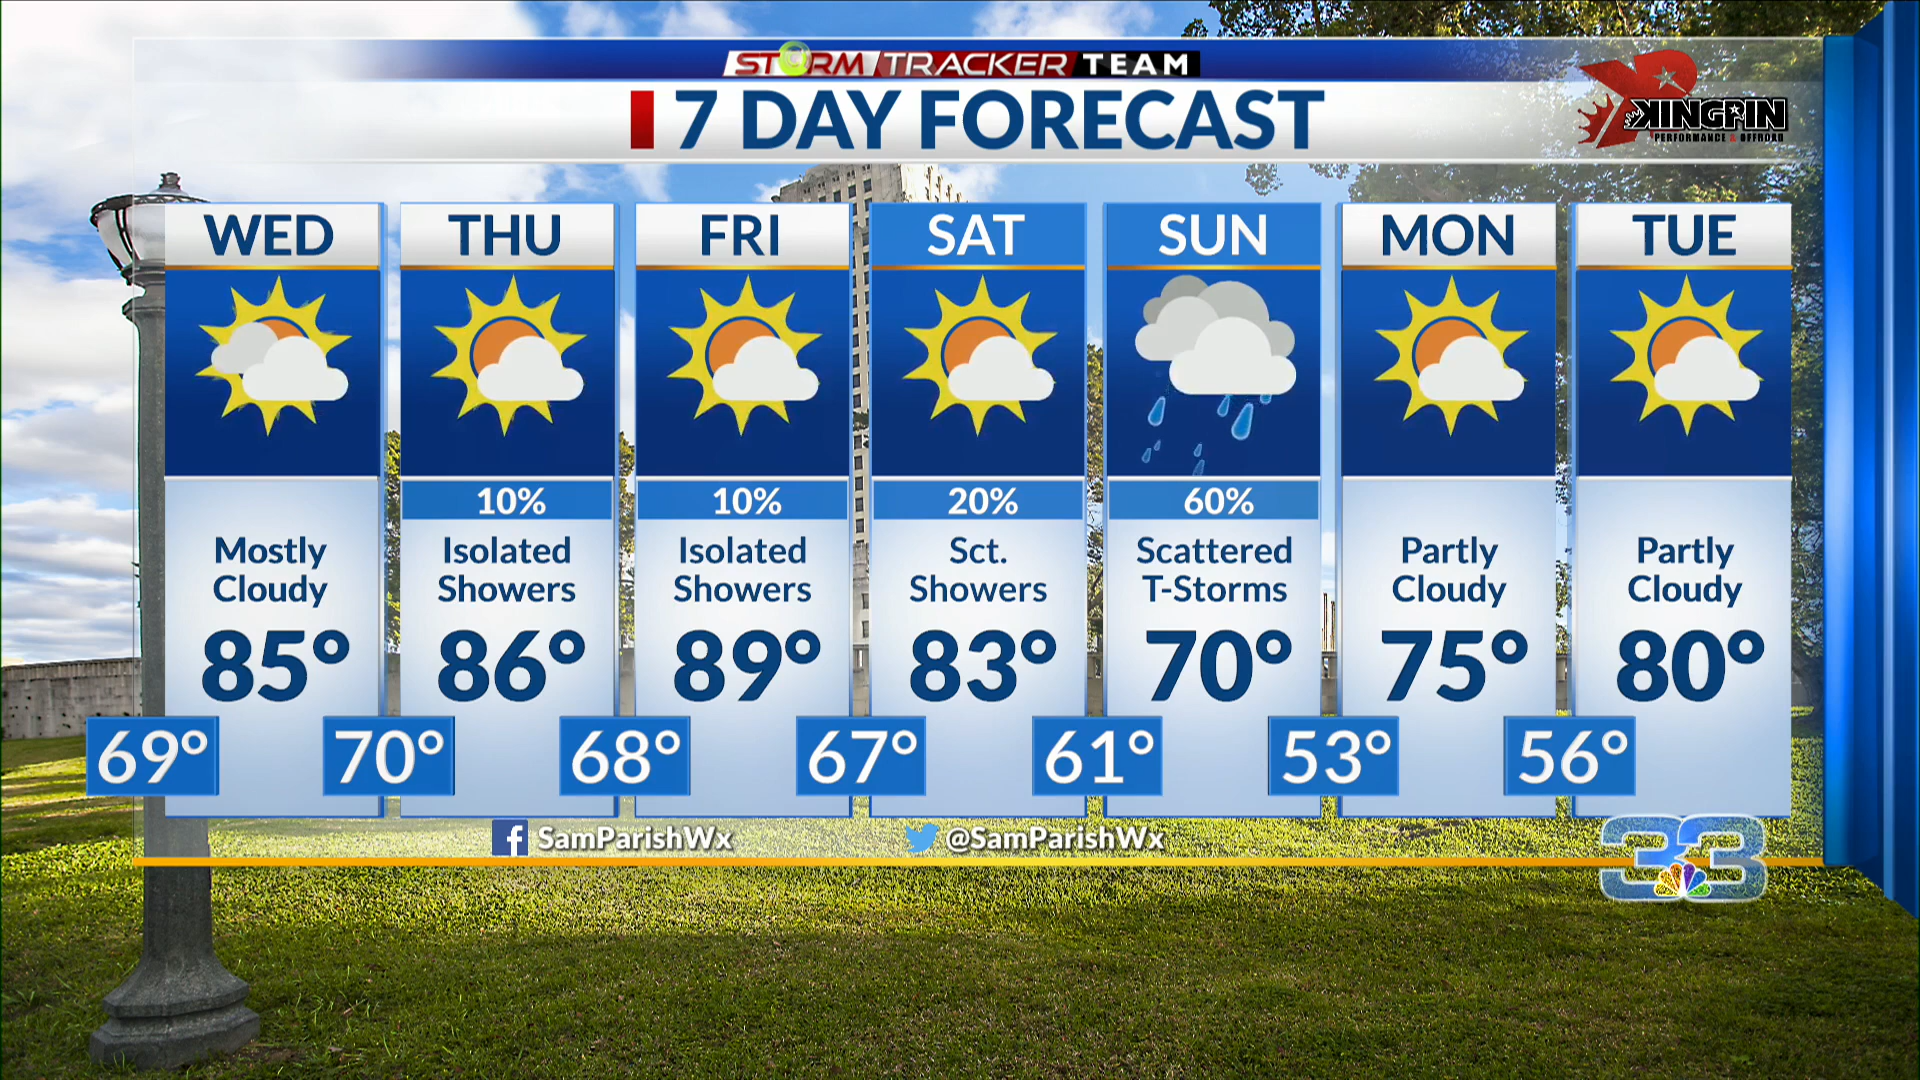 STORM TRACKER TEAM
7 DAY FORECAST
KINGPIN
PERFORMANCE & OFFROAD
WED THU FRI SAT SUN MON TUE
10% 10% 20% 60%
Mostly Isolated Isolated Sct. Scattered Partly Partly
Cloudy Showers Showers Showers T-Storms Cloudy Cloudy
85° 86° 89° 83° 70° 75° 80°
69° 70° 68° 67° 61° 53° 56°
f SamParishWx @SamParishWx
33